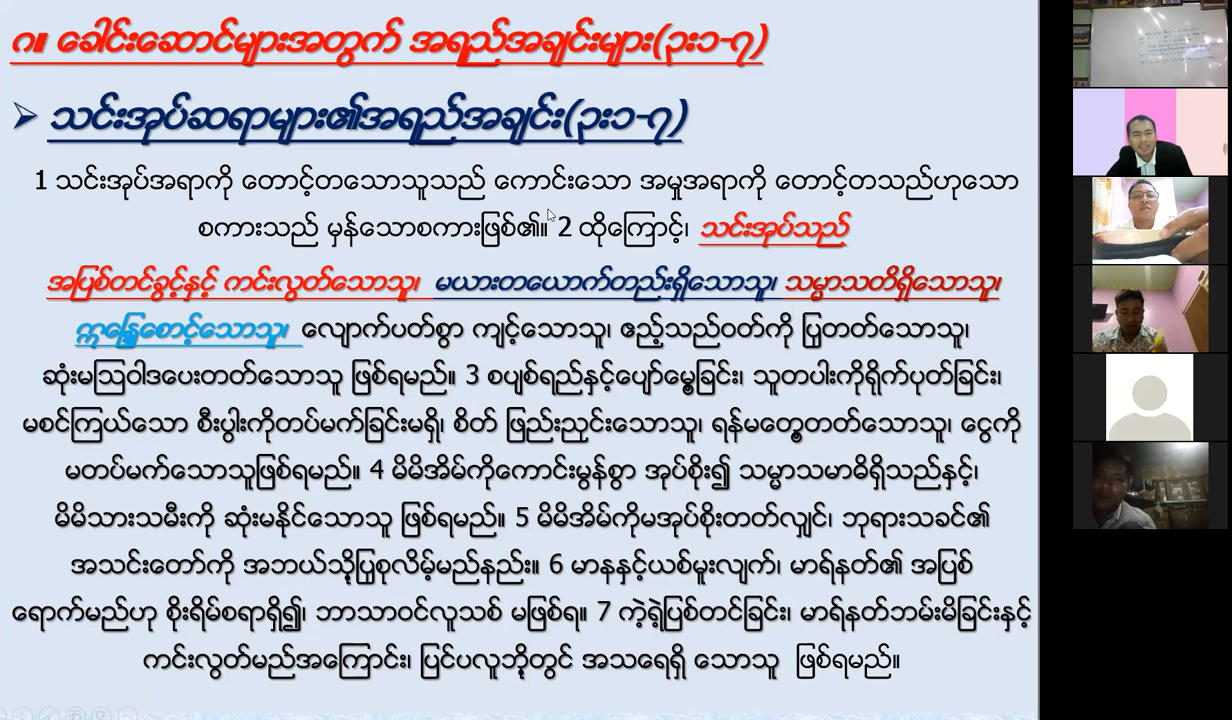 ဂ။ ခေါင်းဆောင်များအတွက် အရည်အချင်းများ(၃း၁-၇)
➢ သင်းအုပ်ဆရာများ၏အရည်အချင်း(၃း၁-၇)
1 သင်းအုပ်အရာကို တောင့်တသောသူသည် ကောင်းသော အမှုအရာကို တောင့်တသည်ဟုသော
စကားသည် မှန်သောစကားဖြစ်၏။ 2 ထိုကြောင့်၊ သင်းအုပ်သည်
အပြစ်တင်ခွင့်နှင့် ကင်းလွတ်သောသူ၊ မယားတယောက်တည်းရှိသောသူ၊ သမ္မာသတိရှိသောသူ၊
ဣန္ဒြေစောင့်သောသူ၊ လျောက်ပတ်စွာ ကျင့်သောသူ၊ ဧည့်သည်ဝတ်ကို ပြုတတ်သောသူ၊
ဆုံးမသြဝါဒပေးတတ်သောသူ ဖြစ်ရမည်။ 3 စပျစ်ရည်နှင့်ပျော်မွေ့ခြင်း၊ သူတပါးကိုရိုက်ပုတ်ခြင်း၊
မစင်ကြယ်သော စီးပွါးကိုတပ်မက်ခြင်းမရှိ၊ စိတ် ဖြည်းညှင်းသောသူ၊ ရန်မတွေ့တတ်သောသူ၊ ငွေကို
မတပ်မက်သောသူဖြစ်ရမည်။ 4 မိမိအိမ်ကိုကောင်းမွန်စွာ အုပ်စိုး၍ သမ္မာသမာဓိရှိသည်နှင့်၊
မိမိသားသမီးကို ဆုံးမနိုင်သောသူ ဖြစ်ရမည်။ 5 မိမိအိမ်ကိုမအုပ်စိုးတတ်လျှင်၊ ဘုရားသခင်၏
အသင်းတော်ကို အဘယ်သို့ပြုစုလိမ့်မည်နည်း။ 6 မာနနှင့်ယစ်မူးလျက်၊ မာရ်နတ်၏ အပြစ်
ရောက်မည်ဟု စိုးရိမ်စရာရှိ၍၊ ဘာသာဝင်လူသစ် မဖြစ်ရ။ 7 ကဲ့ရဲ့ပြစ်တင်ခြင်း၊ မာရ်နတ်ဘမ်းမိခြင်းနှင့်
ကင်းလွတ်မည်အကြောင်း၊ ပြင်ပလူတို့တွင် အသရေရှိ သောသူ ဖြစ်ရမည်။